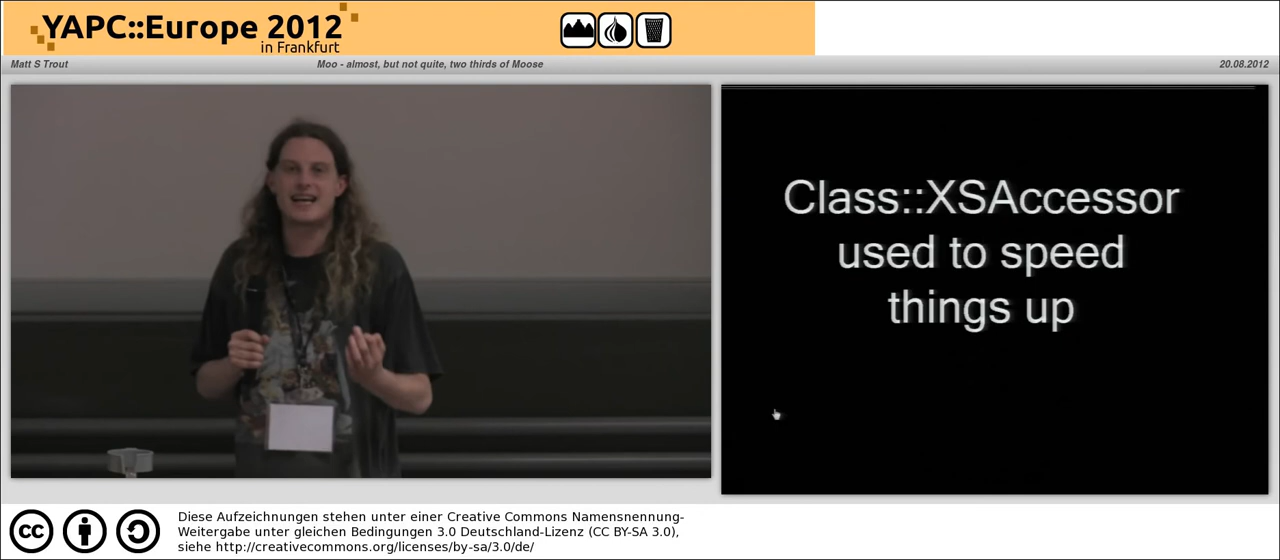 YAPC::Europe 2012
in Frankfurt
Matt S Trout
Moo - almost, but not quite, two thirds of Moose
20.08.2012
Class::XSAccessor
used to speed
things up
cc
Diese Aufzeichnungen stehen unter einer Creative Commons Namensnennung-
Weitergabe unter gleichen Bedingungen 3.0 Deutschland-Lizenz (CC BY-SA 3.0),
siehe http://creativecommons.org/licenses/by-sa/3.0/de/